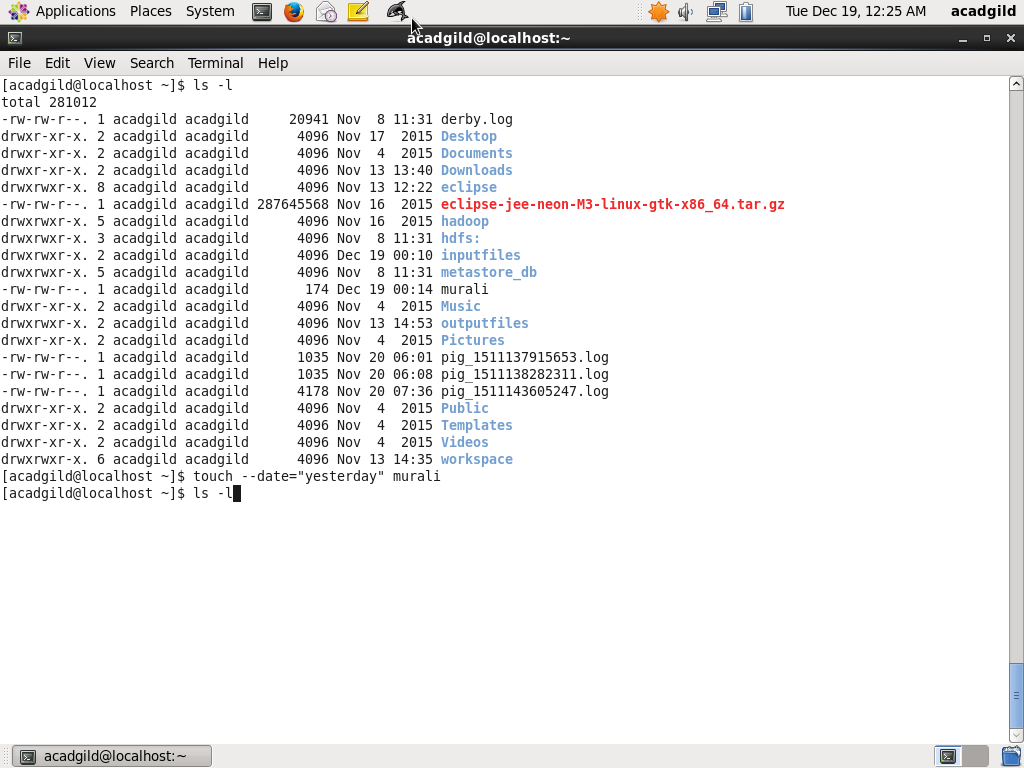 Applications Places System Tue Dec 19, 12:25 AM acadgild
acadgild@localhost:~
File Edit View Search Terminal Help
[acadgild@localhost ~]$ ls -l
total 281012
-rw-rw-r--. 1 acadgild acadgild     20941 Nov  8 11:31 derby.log
drwxr-xr-x. 2 acadgild acadgild      4096 Nov 17  2015 Desktop
drwxr-xr-x. 2 acadgild acadgild      4096 Nov  4  2015 Documents
drwxr-xr-x. 2 acadgild acadgild      4096 Nov 13 13:40 Downloads
drwxrwxr-x. 8 acadgild acadgild      4096 Nov 13 12:22 eclipse
-rw-rw-r--. 1 acadgild acadgild 287645568 Nov 16  2015 eclipse-jee-neon-M3-linux-gtk-x86_64.tar.gz
drwxrwxr-x. 5 acadgild acadgild      4096 Nov 16  2015 hadoop
drwxrwxr-x. 3 acadgild acadgild      4096 Nov  8 11:31 hdfs:
drwxrwxr-x. 2 acadgild acadgild      4096 Dec 19 00:10 inputfiles
drwxrwxr-x. 5 acadgild acadgild      4096 Nov  8 11:31 metastore_db
-rw-rw-r--. 1 acadgild acadgild       174 Dec 19 00:14 murali
drwxr-xr-x. 2 acadgild acadgild      4096 Nov  4  2015 Music
drwxrwxr-x. 2 acadgild acadgild      4096 Nov 13 14:53 outputfiles
drwxr-xr-x. 2 acadgild acadgild      4096 Nov  4  2015 Pictures
-rw-rw-r--. 1 acadgild acadgild      1035 Nov 20 06:01 pig_1511137915653.log
-rw-rw-r--. 1 acadgild acadgild      1035 Nov 20 06:08 pig_1511138282311.log
-rw-rw-r--. 1 acadgild acadgild      4178 Nov 20 07:36 pig_1511143605247.log
drwxr-xr-x. 2 acadgild acadgild      4096 Nov  4  2015 Public
drwxr-xr-x. 2 acadgild acadgild      4096 Nov  4  2015 Templates
drwxr-xr-x. 2 acadgild acadgild      4096 Nov  4  2015 Videos
drwxrwxr-x. 6 acadgild acadgild      4096 Nov 13 14:35 workspace
[acadgild@localhost ~]$ touch --date="yesterday" murali
[acadgild@localhost ~]$ ls -l
acadgild@localhost:~